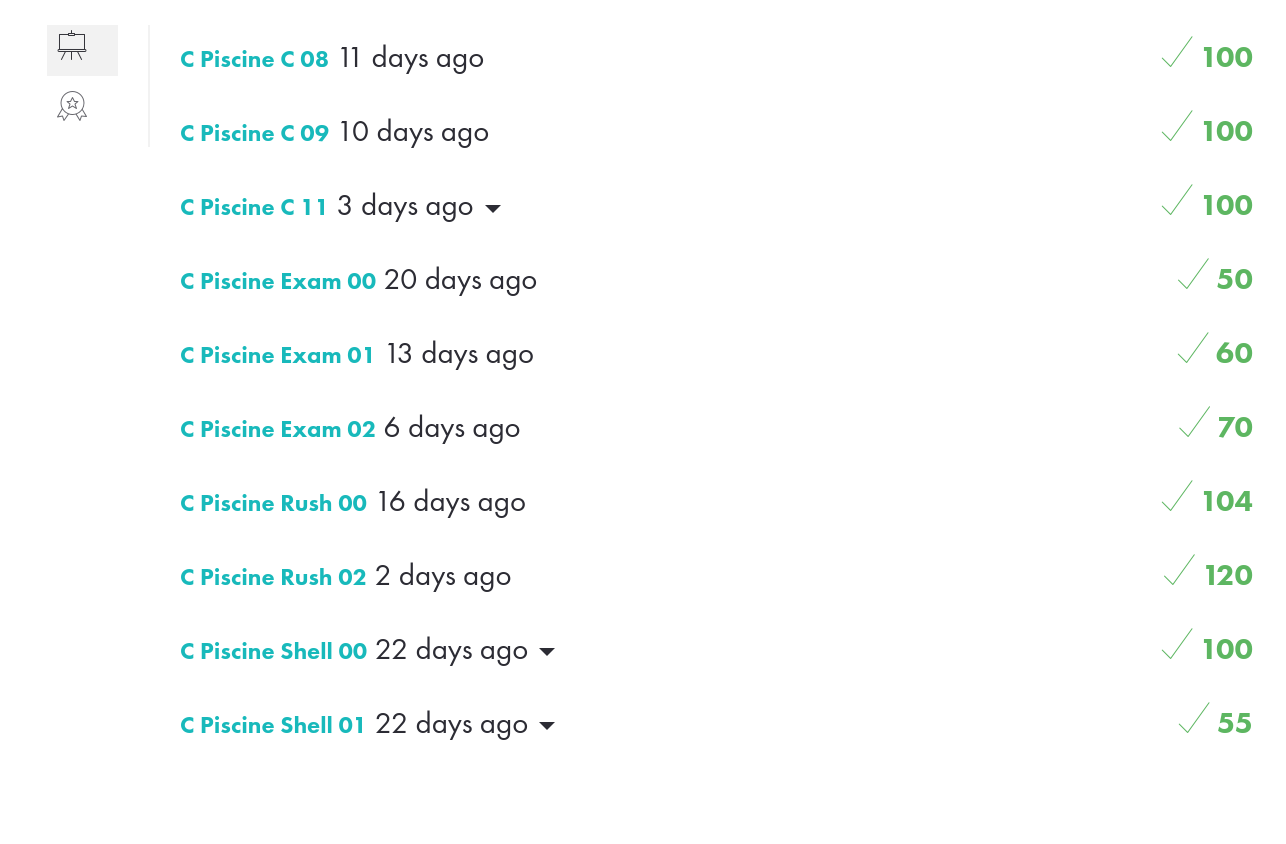 C Piscine C 08 11 days ago 100
C Piscine C 09 10 days ago 100
C Piscine C 11 3 days ago 100
C Piscine Exam 00 20 days ago 50
C Piscine Exam 01 13 days ago 60
C Piscine Exam 02 6 days ago 70
C Piscine Rush 00 16 days ago 104
C Piscine Rush 02 2 days ago 120
C Piscine Shell 00 22 days ago 100
C Piscine Shell 01 22 days ago 55